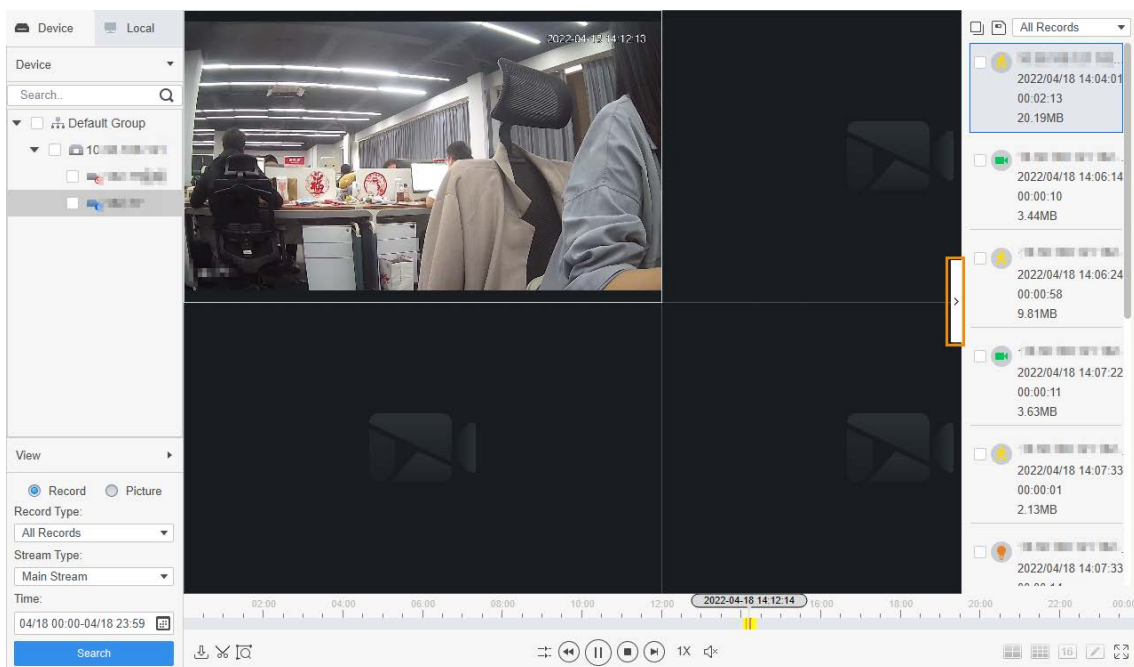 Device
Local
Device
Search..
Default Group
10
View
Record
Picture
Record Type:
All Records
Stream Type:
Main Stream
Time:
04/18 00:00-04/18 23:59
Search
2022-04-18 14:12:13
福
02:00
04:00
06:00
08:00
10:00
12:00
2022-04-18 14:12:14
16:00
18:00
20:00
22:00
1X
16
All Records
2022/04/18 14:04:01
00:02:13
20.19MB
2022/04/18 14:06:14
00:00:10
3.44MB
2022/04/18 14:06:24
00:00:58
9.81MB
2022/04/18 14:07:22
00:00:11
3.63MB
2022/04/18 14:07:33
00:00:01
2.13MB
2022/04/18 14:07:33